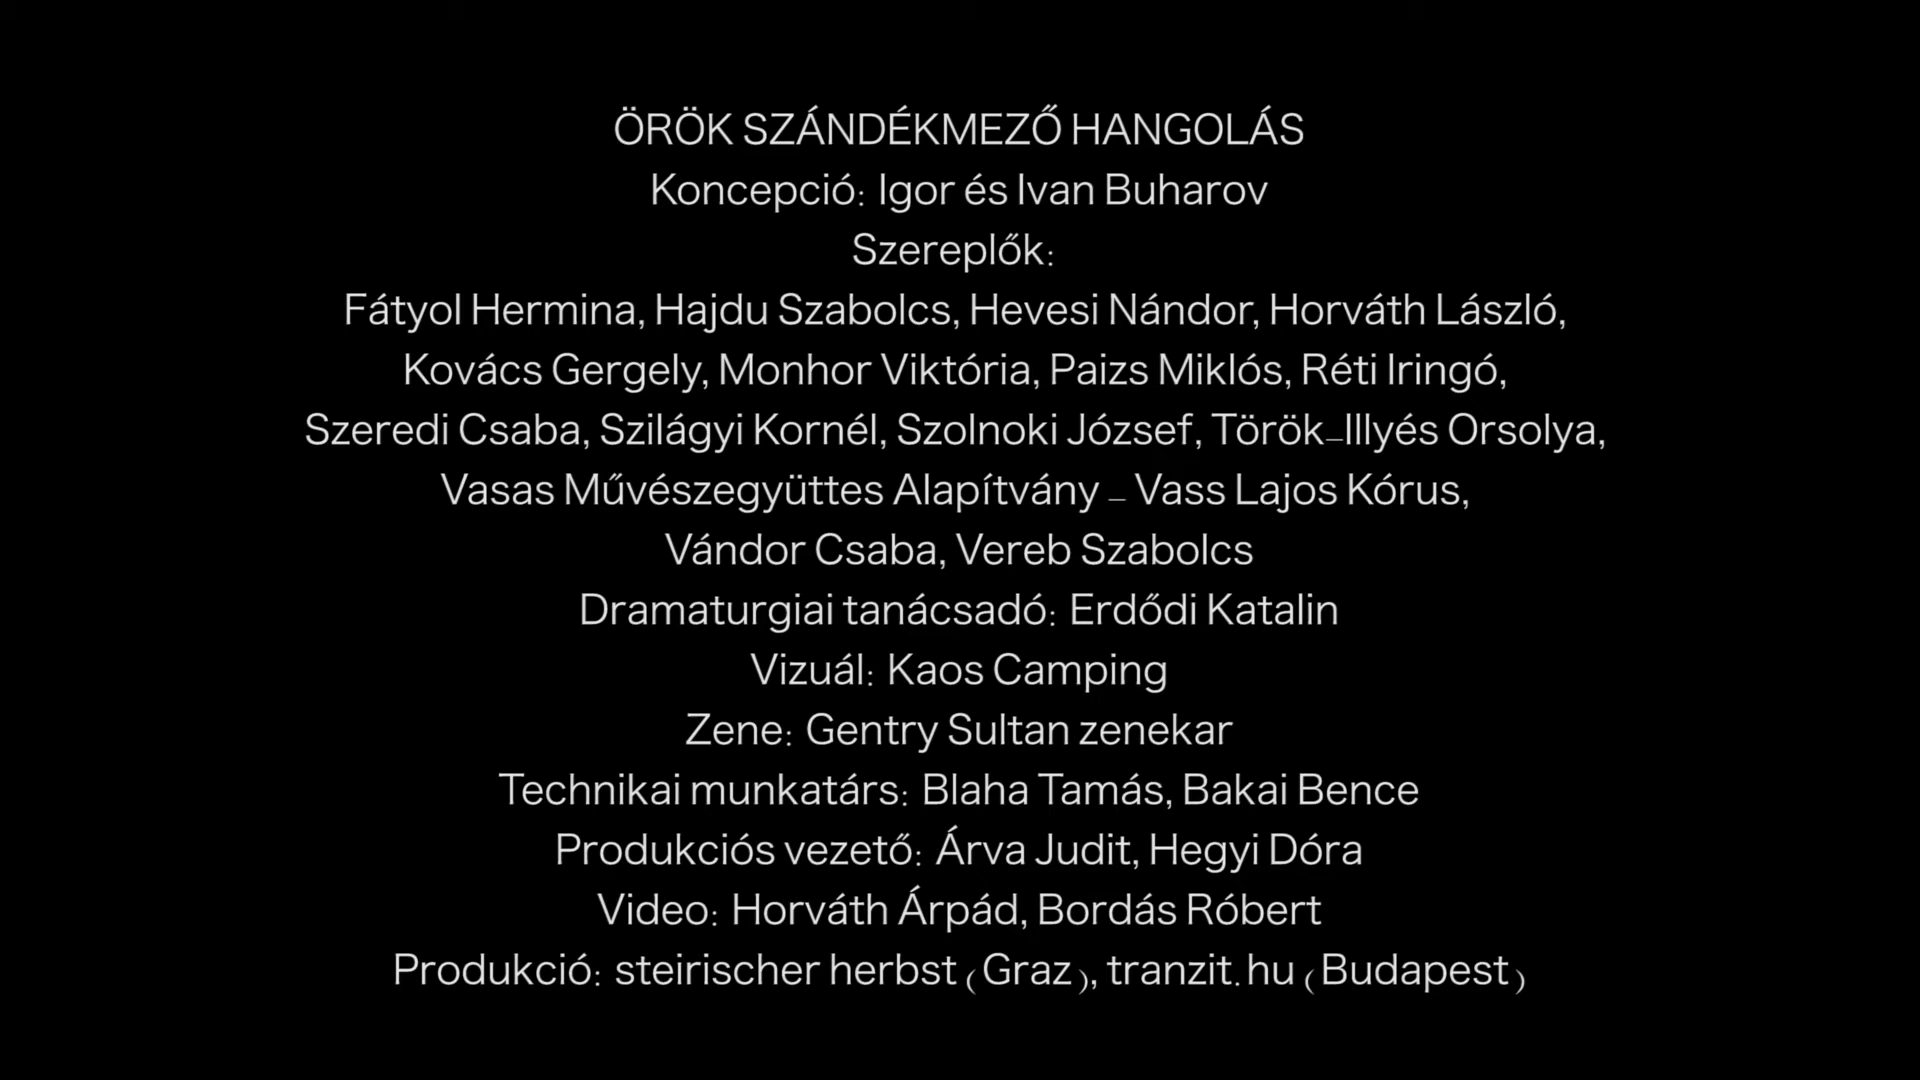 ÖRÖK SZÁNDÉKMEZŐ HANGOLÁS
Koncepció: Igor és Ivan Buharov
Szereplők:
Fátyol Hermina, Hajdu Szabolcs, Hevesi Nándor, Horváth László,
Kovács Gergely, Monhor Viktória, Paizs Miklós, Réti Iringó,
Szeredi Csaba, Szilágyi Kornél, Szolnoki József, Török-Illyés Orsolya,
Vasas Művészegyüttes Alapítvány - Vass Lajos Kórus,
Vándor Csaba, Vereb Szabolcs
Dramaturgiai tanácsadó: Erdődi Katalin
Vizuál: Kaos Camping
Zene: Gentry Sultan zenekar
Technikai munkatárs: Blaha Tamás, Bakai Bence
Produkciós vezető: Árva Judit, Hegyi Dóra
Video: Horváth Árpád, Bordás Róbert
Produkció: steirischer herbst (Graz), tranzit.hu (Budapest)